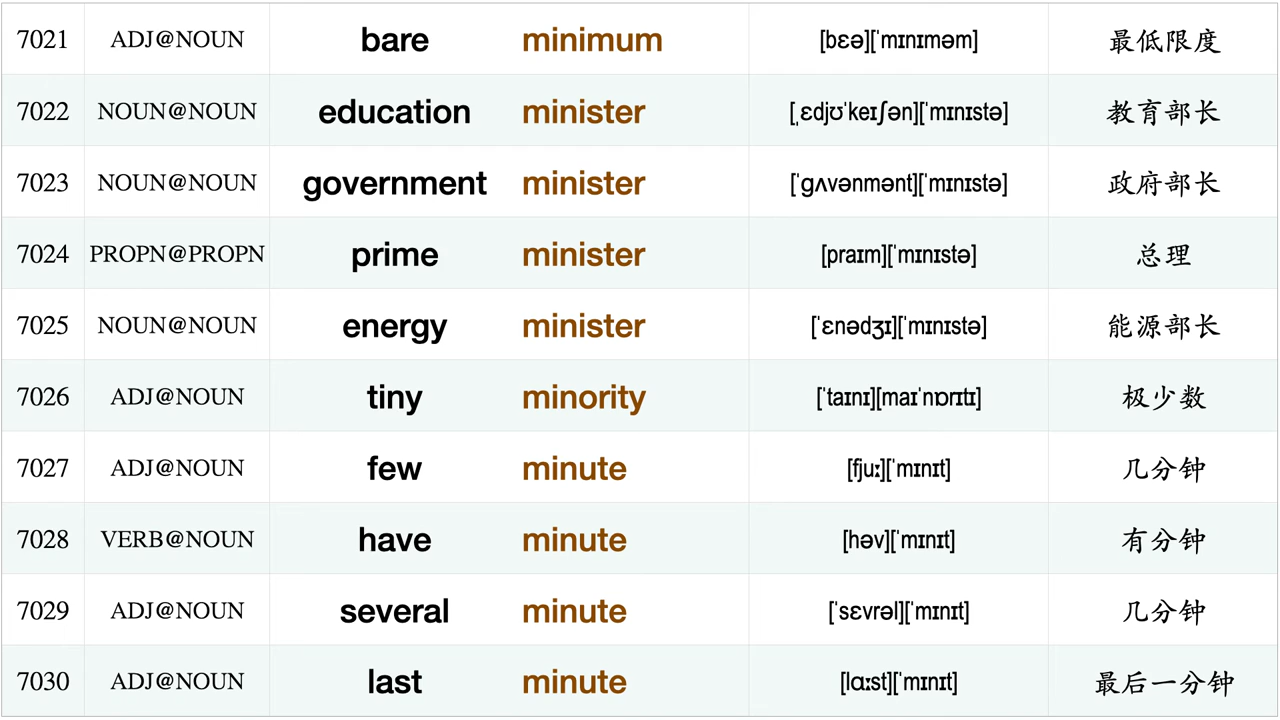 7021 ADJ@NOUN bare minimum [bɛə][ˈmɪnɪməm] 最低限度
7022 NOUN@NOUN education minister [ˌɛdjʊˈkeɪʃən][ˈmɪnɪstə] 教育部长
7023 NOUN@NOUN government minister [ˈɡʌvənmənt][ˈmɪnɪstə] 政府部长
7024 PROPN@PROPN prime minister [praɪm][ˈmɪnɪstə] 总理
7025 NOUN@NOUN energy minister [ˈɛnədʒɪ][ˈmɪnɪstə] 能源部长
7026 ADJ@NOUN tiny minority [ˈtaɪnɪ][maɪˈnɒrɪtɪ] 极少数
7027 ADJ@NOUN few minute [fjuː][ˈmɪnɪt] 几分钟
7028 VERB@NOUN have minute [həv][ˈmɪnɪt] 有分钟
7029 ADJ@NOUN several minute [ˈsɛvrəl][ˈmɪnɪt] 几分钟
7030 ADJ@NOUN last minute [lɑːst][ˈmɪnɪt] 最后一分钟